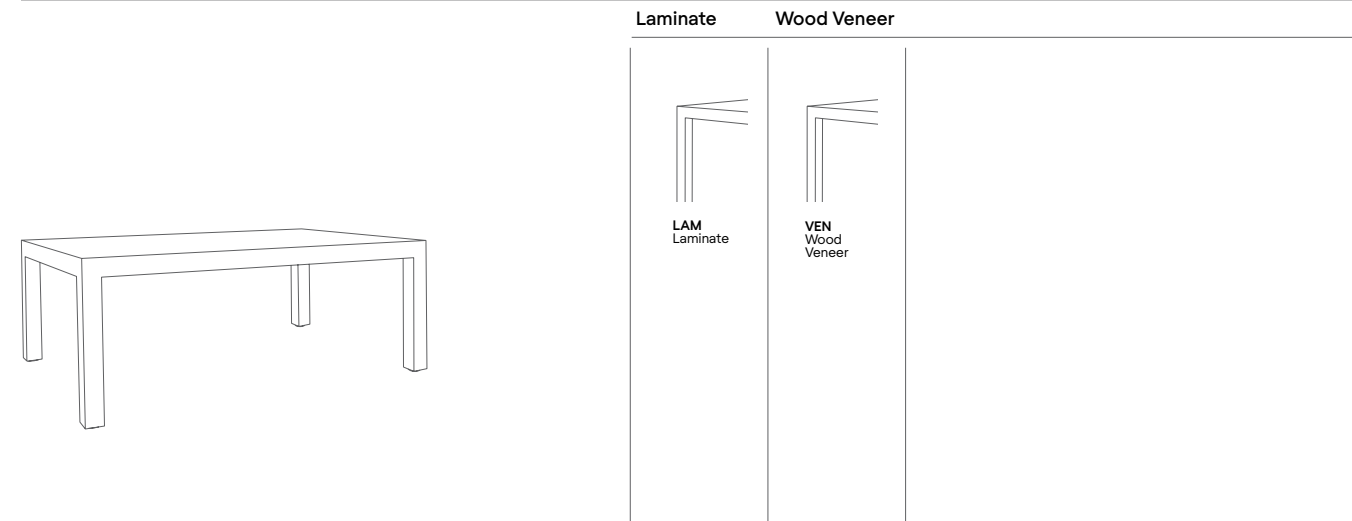 Laminate
Wood Veneer
LAM
Laminate
VEN
Wood
Veneer